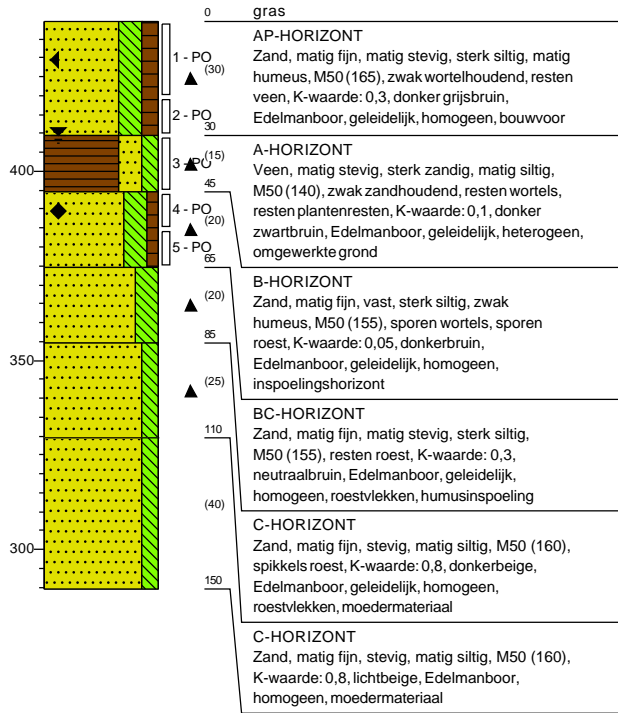 0 gras
AP-HORIZONT
Zand, matig fijn, matig stevig, sterk siltig, matig
humeus, M50 (165), zwak wortelhoudend, resten
veen, K-waarde: 0,3, donker grijsbruin,
Edelmanboor, geleidelijk, homogeen, bouwvoor
1 - PO
(30)
2 - PO
30
A-HORIZONT
Veen, matig stevig, sterk zandig, matig siltig,
M50 (140), zwak zandhoudend, resten wortels,
resten plantenresten, K-waarde: 0,1, donker
zwartbruin, Edelmanboor, geleidelijk, heterogeen,
omgewerkte grond
3 - PO
(15)
400
45
4 - PO
(20)
5 - PO
65
B-HORIZONT
Zand, matig fijn, vast, sterk siltig, zwak
humeus, M50 (155), sporen wortels, sporen
roest, K-waarde: 0,05, donkerbruin,
Edelmanboor, geleidelijk, homogeen,
inspoelingshorizont
(20)
85
350
(25)
110
BC-HORIZONT
Zand, matig fijn, matig stevig, sterk siltig,
M50 (155), resten roest, K-waarde: 0,3,
neutraalbruin, Edelmanboor, geleidelijk,
homogeen, roestvlekken, humusinspoeling
(40)
300
150
C-HORIZONT
Zand, matig fijn, stevig, matig siltig, M50 (160),
spikkels roest, K-waarde: 0,8, donkerbeige,
Edelmanboor, geleidelijk, homogeen,
roestvlekken, moedermateriaal
C-HORIZONT
Zand, matig fijn, stevig, matig siltig, M50 (160),
K-waarde: 0,8, lichtbeige, Edelmanboor,
homogeen, moedermateriaal